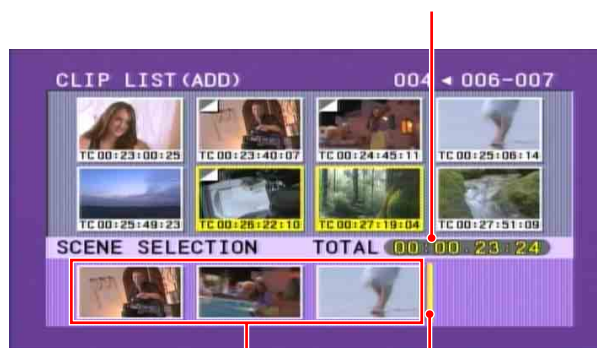 CLIP LIST(ADD) 004 ◄ 006-007
TC 00:23:00:25 TC 00:23:40:07 TC 00:24:45:11 TC 00:25:06:14
TC 00:25:49:23 TC 00:26:22:10 TC 00:27:19:04 TC 00:27:51:09
SCENE SELECTION TOTAL 00:00:23:24